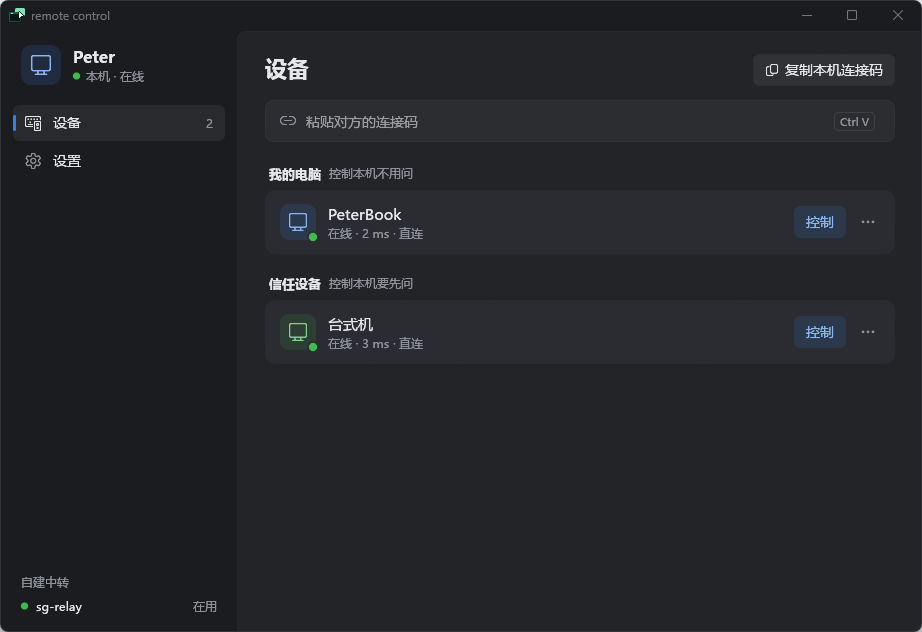 remote control
Peter
本机 · 在线
设备 2
设置
自建中转
sg-relay 在用
设备
复制本机连接码
粘贴对方的连接码 Ctrl V
我的电脑 控制本机不用问
PeterBook
在线 · 2 ms · 直连
控制
信任设备 控制本机要先问
台式机
在线 · 3 ms · 直连
控制